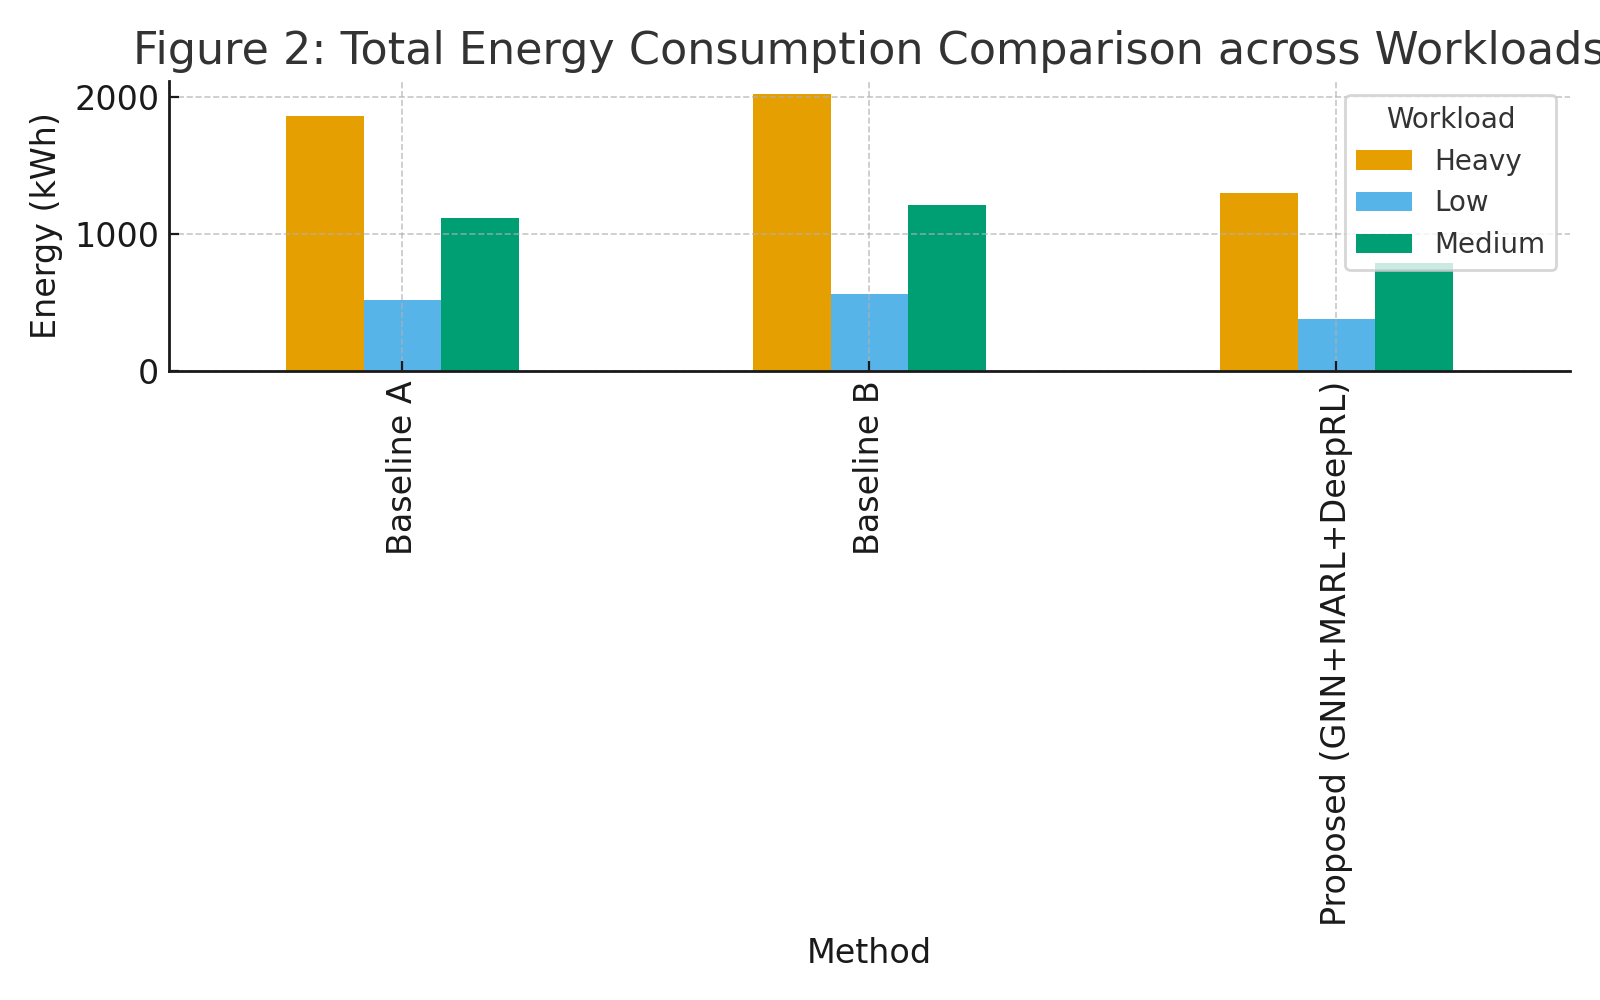 Figure 2: Total Energy Consumption Comparison across Workloads
Energy (kWh)
2000
1000
0
Workload
Heavy
Low
Medium
Baseline A
Baseline B
Proposed (GNN+MARL+DeepRL)
Method